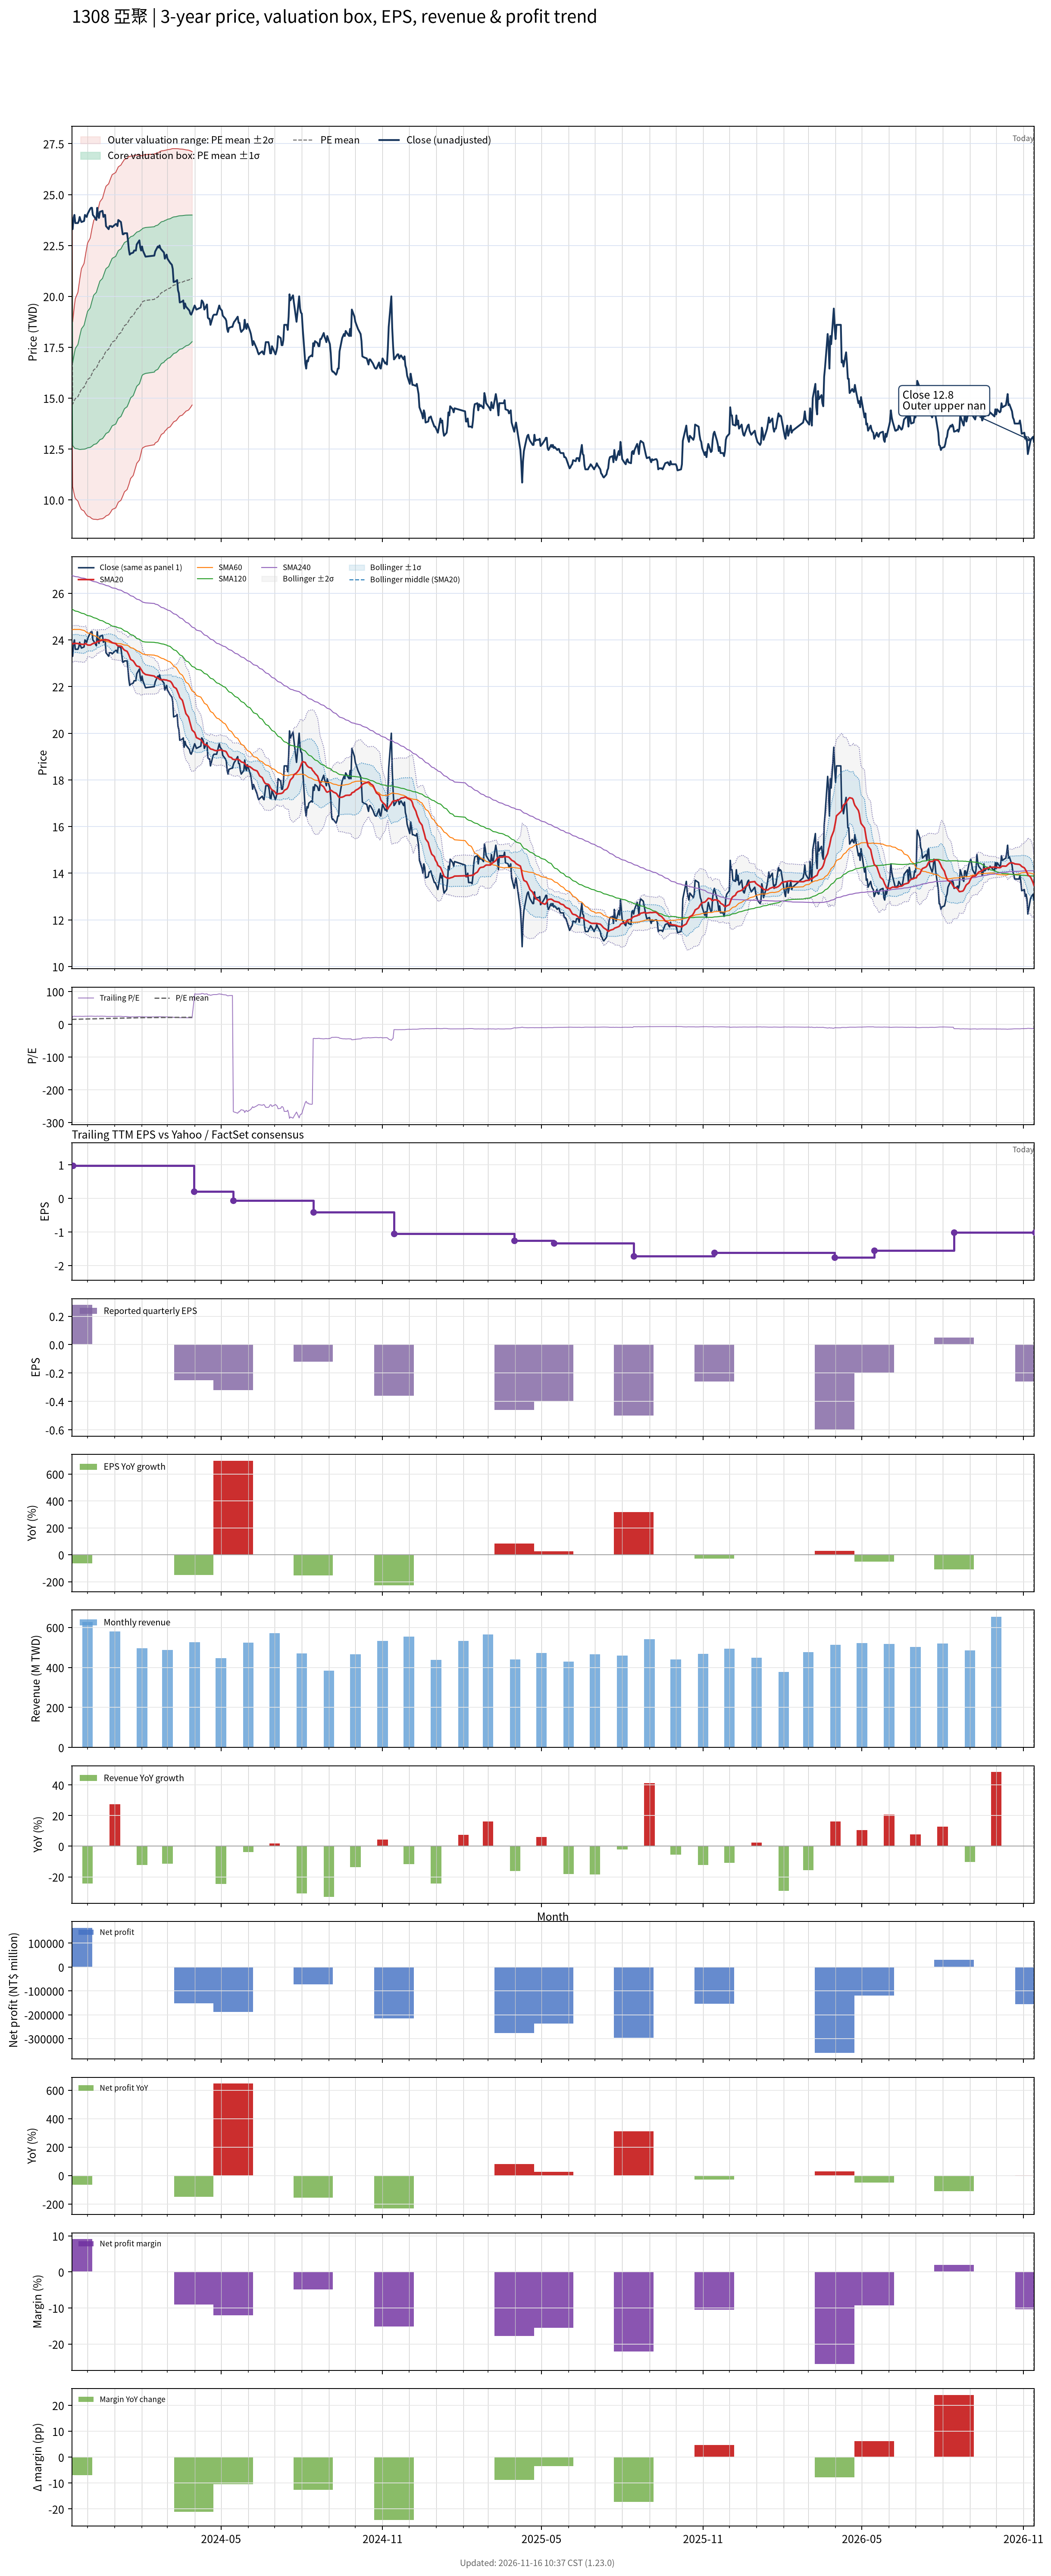 1308 亞聚 | 3-year price, valuation box, EPS, revenue & profit trend
Outer valuation range: PE mean ±2σ
PE mean
Close (unadjusted)
Core valuation box: PE mean ±1σ
Today
27.5
25.0
22.5
20.0
17.5
15.0
12.5
10.0
Price (TWD)
Close 12.8
Outer upper nan
Close (same as panel 1)
SMA20
SMA60
SMA120
SMA240
Bollinger ±2σ
Bollinger ±1σ
Bollinger middle (SMA20)
26
24
22
20
18
16
14
12
10
Price
Trailing P/E
P/E mean
100
0
-100
-200
-300
P/E
Trailing TTM EPS vs Yahoo / FactSet consensus
Today
1
0
-1
-2
EPS
Reported quarterly EPS
0.2
0.0
-0.2
-0.4
-0.6
EPS
EPS YoY growth
600
400
200
0
-200
YoY (%)
Monthly revenue
600
400
200
0
Revenue (M TWD)
Revenue YoY growth
40
20
0
-20
YoY (%)
Month
Net profit
100000
0
-100000
-200000
-300000
Net profit (NT$ million)
Net profit YoY
600
400
200
0
-200
YoY (%)
Net profit margin
10
0
-10
-20
Margin (%)
Margin YoY change
20
10
0
-10
-20
Δ margin (pp)
2024-05
2024-11
2025-05
2025-11
2026-05
2026-11
Updated: 2026-11-16 10:37 CST (1.23.0)